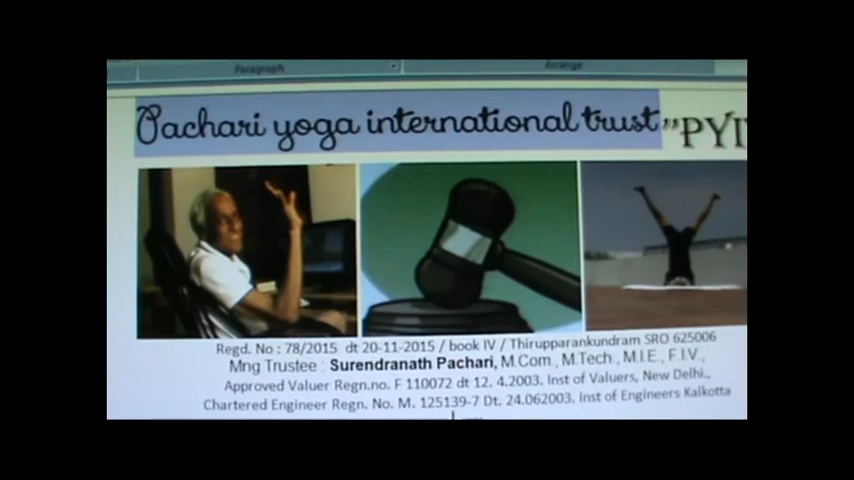 Paragraph Arrange
Pachari yoga international trust "PYI
Regd. No : 78/2015 dt 20-11-2015 / book IV / Thirupparankundram SRO 625006
Mng Trustee : Surendranath Pachari, M.Com., M.Tech., M.I.E., F.I.V.,
Approved Valuer Regn.no. F 110072 dt 12. 4.2003. Inst of Valuers, New Delhi.,
Chartered Engineer Regn. No. M. 125139-7 Dt. 24.062003. Inst of Engineers Kalkotta